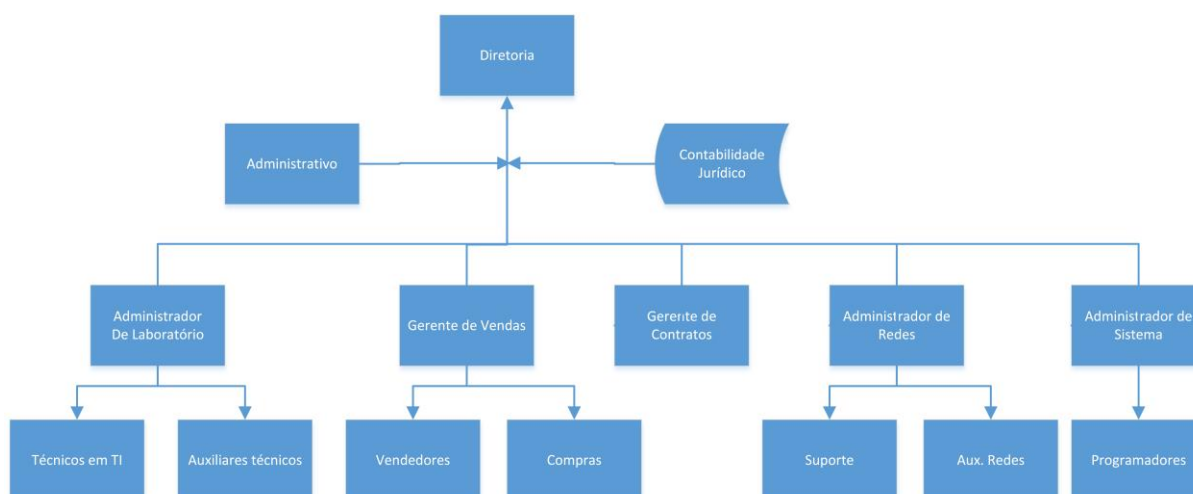 Diretoria
Administrativo
Contabilidade
Jurídico
Administrador
De Laboratório
Gerente de Vendas
Gerente de
Contratos
Administrador de
Redes
Administrador de
Sistema
Técnicos em TI
Auxiliares técnicos
Vendedores
Compras
Suporte
Aux. Redes
Programadores